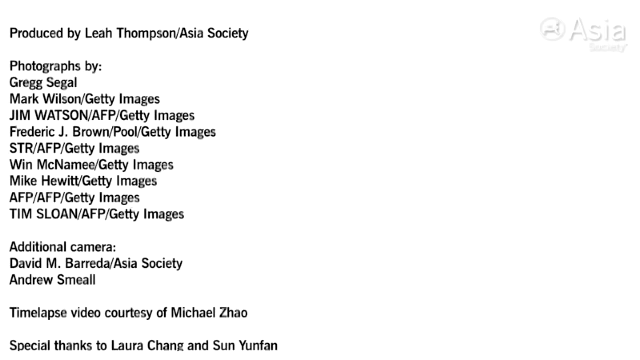 Asia
Society
Produced by Leah Thompson/Asia Society
Photographs by:
Gregg Segal
Mark Wilson/Getty Images
JIM WATSON/AFP/Getty Images
Frederic J. Brown/Pool/Getty Images
STR/AFP/Getty Images
Win McNamee/Getty Images
Mike Hewitt/Getty Images
AFP/AFP/Getty Images
TIM SLOAN/AFP/Getty Images
Additional camera:
David M. Barreda/Asia Society
Andrew Smeall
Timelapse video courtesy of Michael Zhao
Special thanks to Laura Chang and Sun Yunfan